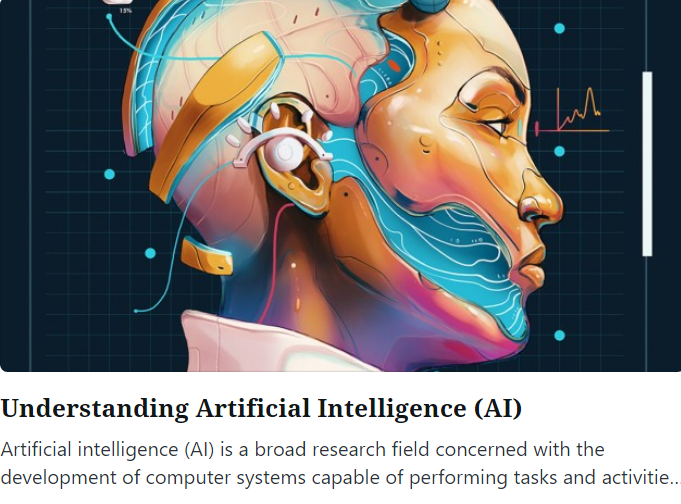 15%
Understanding Artificial Intelligence (AI)
Artificial intelligence (AI) is a broad research field concerned with the
development of computer systems capable of performing tasks and activitie...